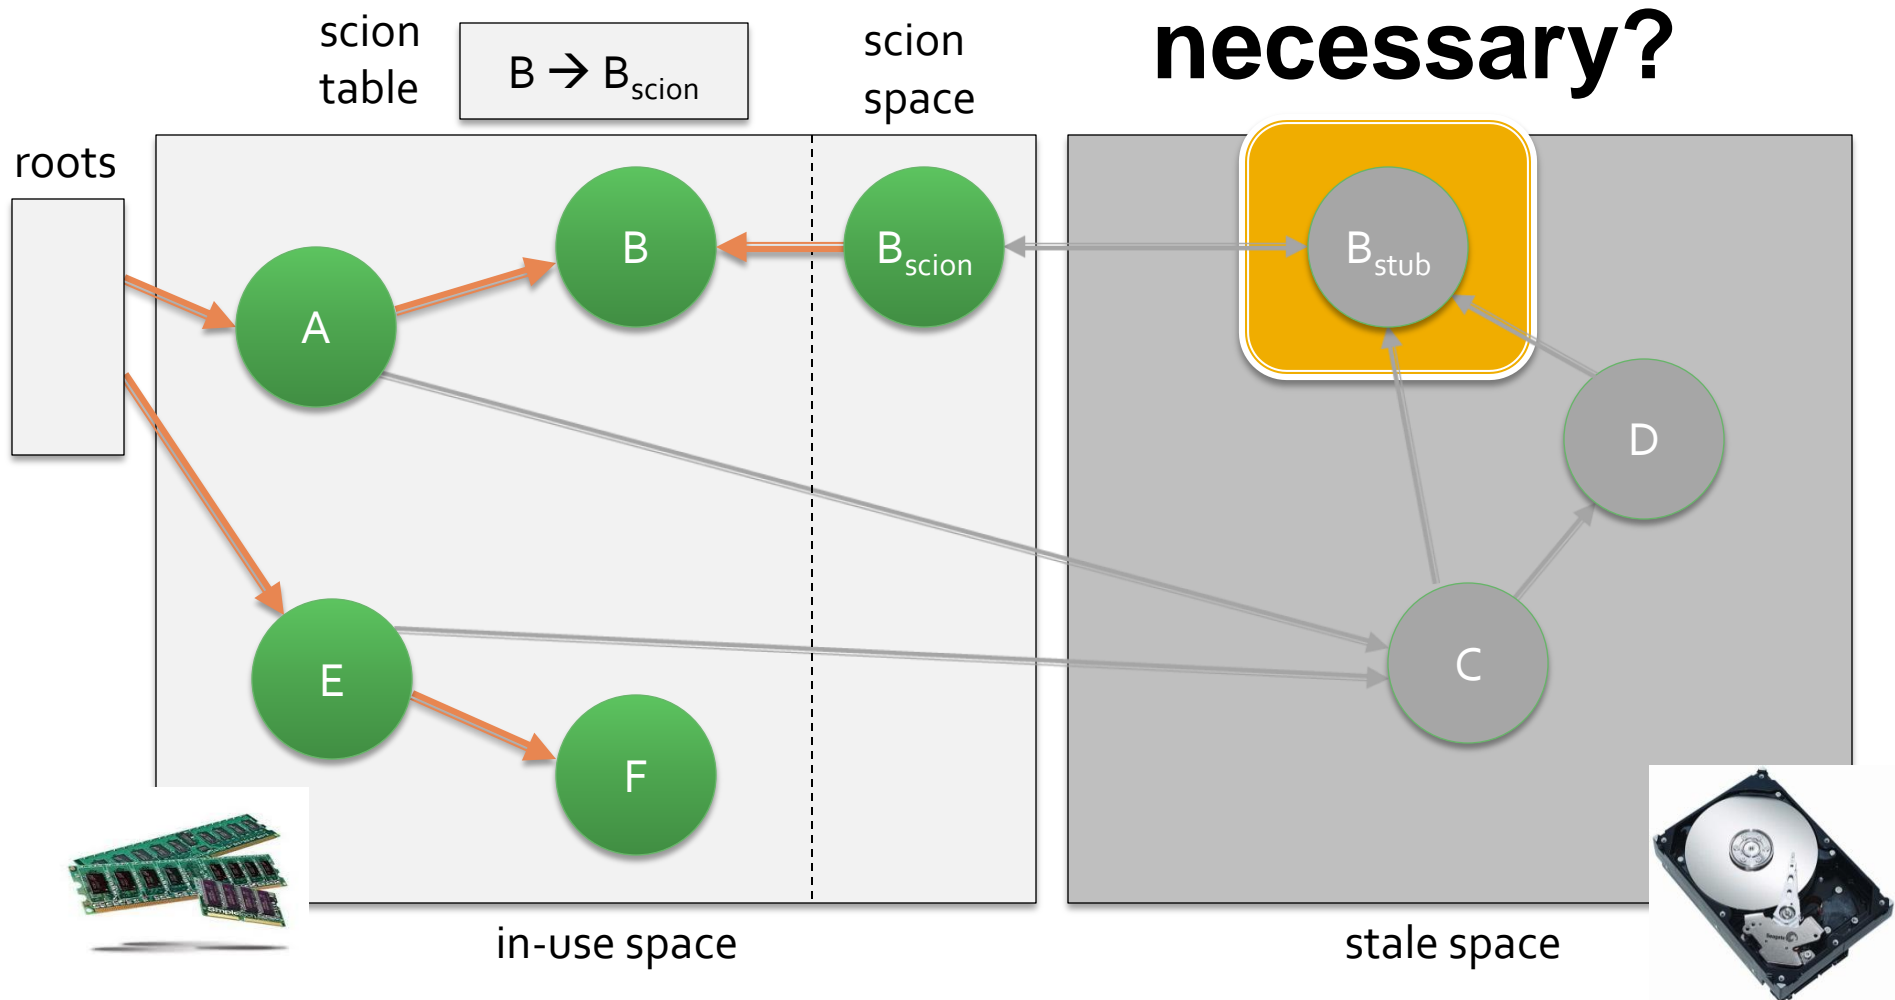 necessary?
scion
table
B → Bscion
scion
space
roots
B
Bscion
Bstub
A
D
E
C
F
in-use space
stale space